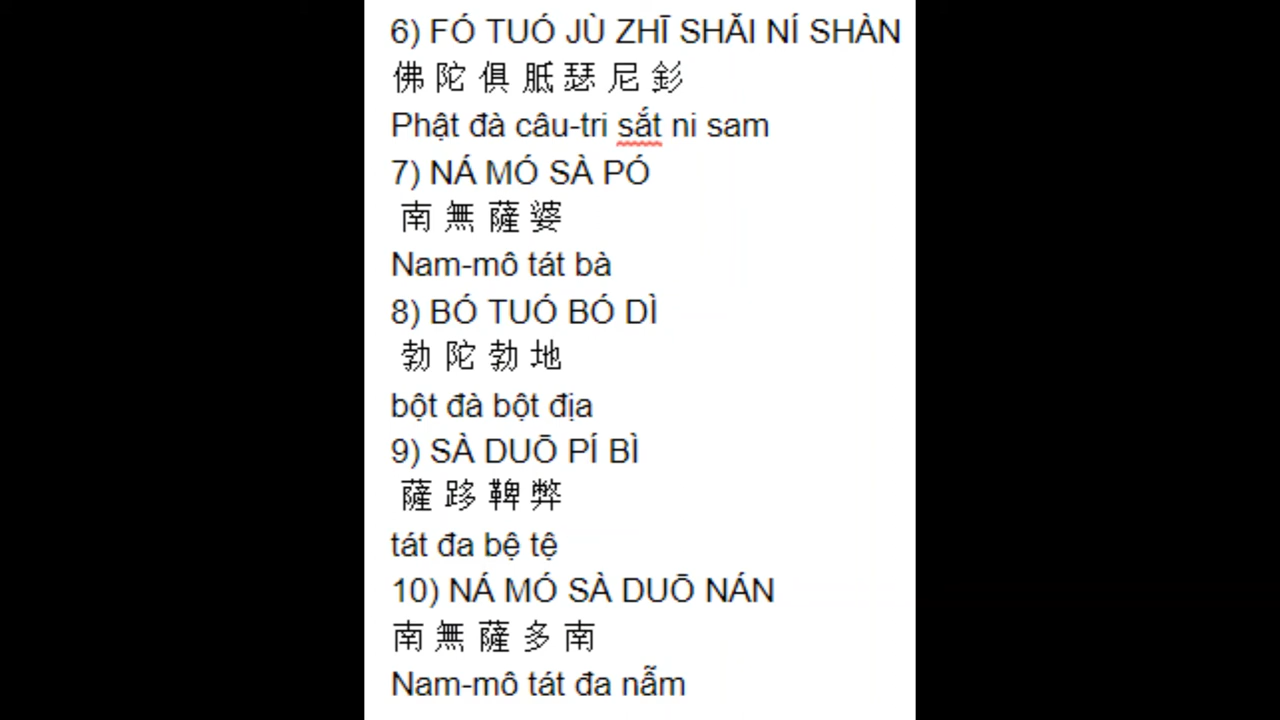 6) FÓ TUÓ JÙ ZHĪ SHǍI NÍ SHÀN
佛 陀 俱 胝 瑟 尼 釤
Phật đà câu-tri sắt ni sam
7) NÁ MÓ SÀ PÓ
南 無 薩 婆
Nam-mô tát bà
8) BÓ TUÓ BÓ DÌ
勃 陀 勃 地
bột đà bột địa
9) SÀ DUŌ PÍ BÌ
薩 跢 鞞 弊
tát đa bệ tệ
10) NÁ MÓ SÀ DUŌ NÁN
南 無 薩 多 南
Nam-mô tát đa nẫm